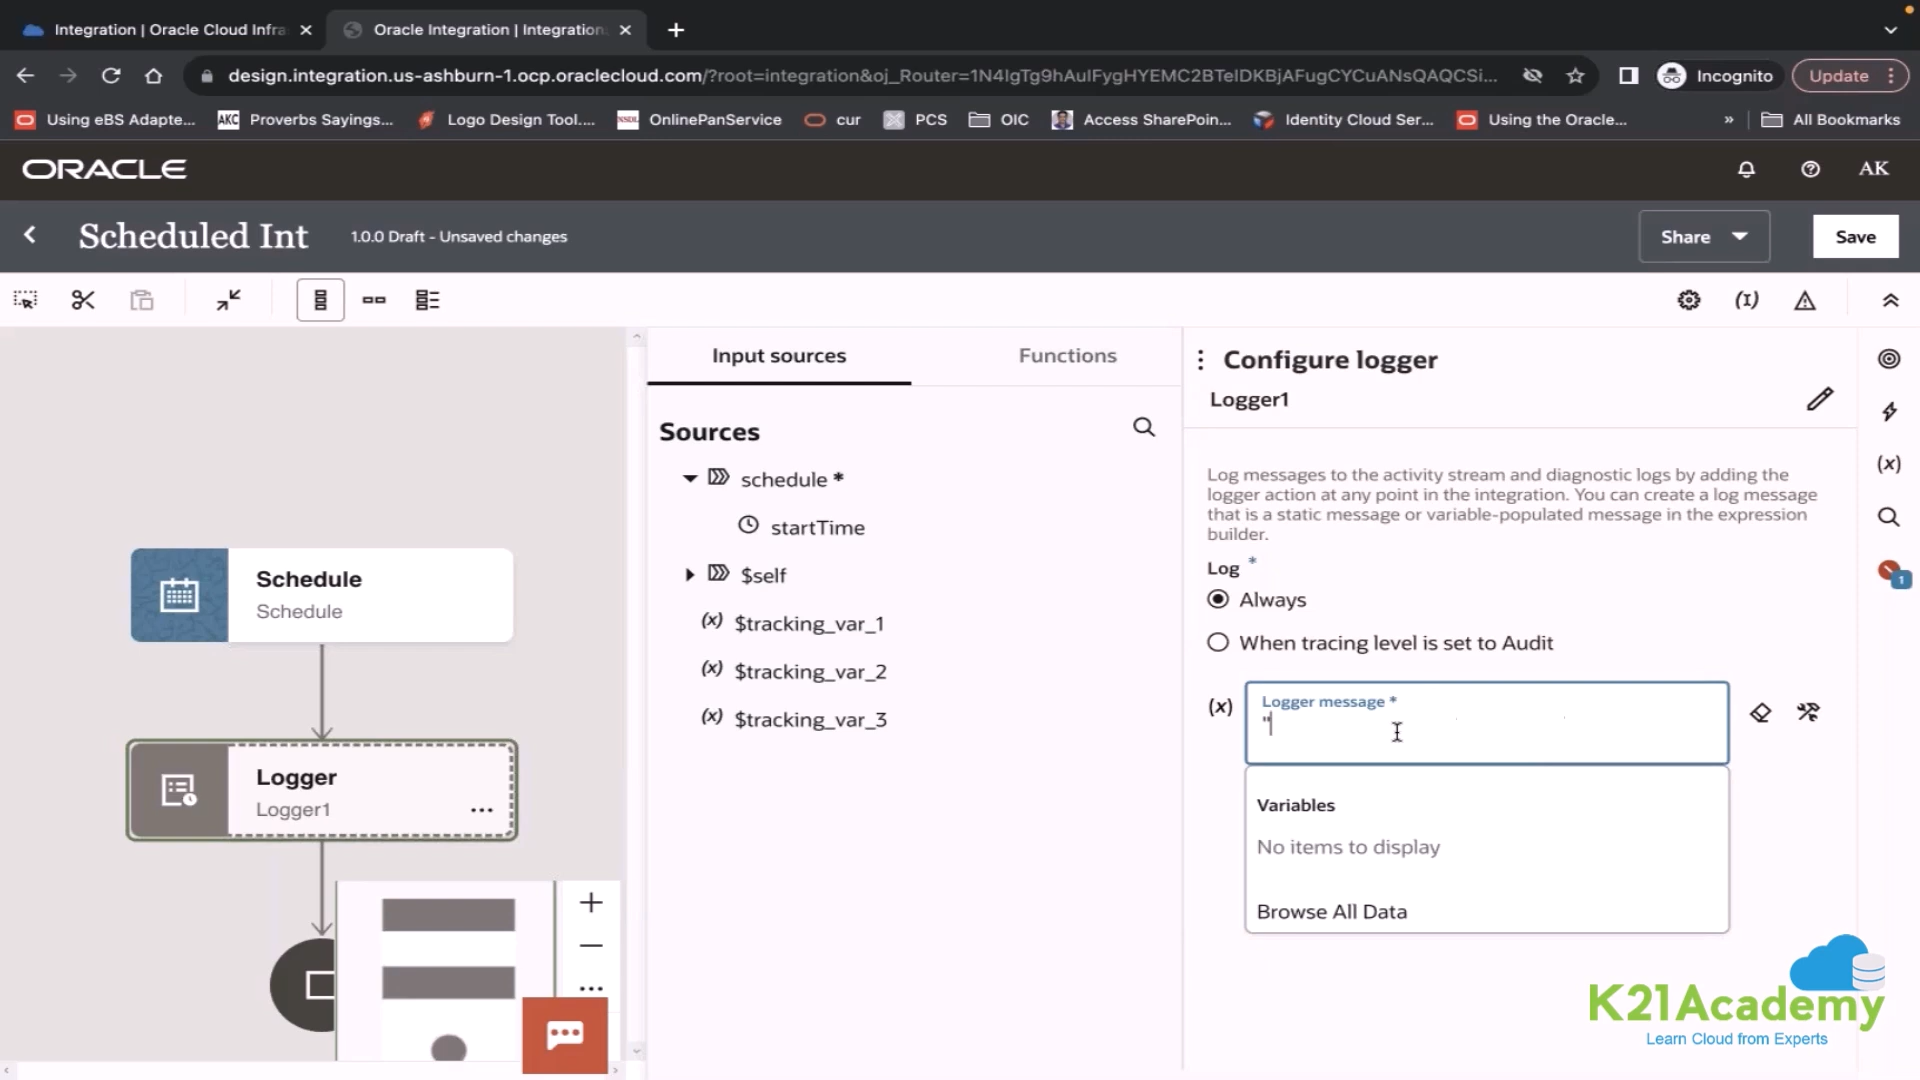 Integration | Oracle Cloud Infra
Oracle Integration | Integration
design.integration.us-ashburn-1.ocp.oraclecloud.com/?root=integration&oj_Router=1N4IgTg9hAuIFygHYEMC2BTeIDKBjAFugCYCuANsQAQCSi...
Incognito
Update
Using eBS Adapte...
AKC
Proverbs Sayings...
Logo Design Tool....
NSDL
OnlinePanService
cur
PCS
OIC
Access SharePoin...
Identity Cloud Ser...
Using the Oracle...
»
All Bookmarks
ORACLE
AK
Scheduled Int
1.0.0 Draft - Unsaved changes
Share
Save
Input sources
Functions
Configure logger
Logger1
Sources
schedule *
startTime
$self
(x) $tracking_var_1
(x) $tracking_var_2
(x) $tracking_var_3
Log messages to the activity stream and diagnostic logs by adding the
logger action at any point in the integration. You can create a log message
that is a static message or variable-populated message in the expression
builder.
Log *
Always
When tracing level is set to Audit
(x)
Logger message *
"
Variables
No items to display
Browse All Data
Schedule
Schedule
Logger
Logger1
(x)
1
K21Academy
Learn Cloud from Experts